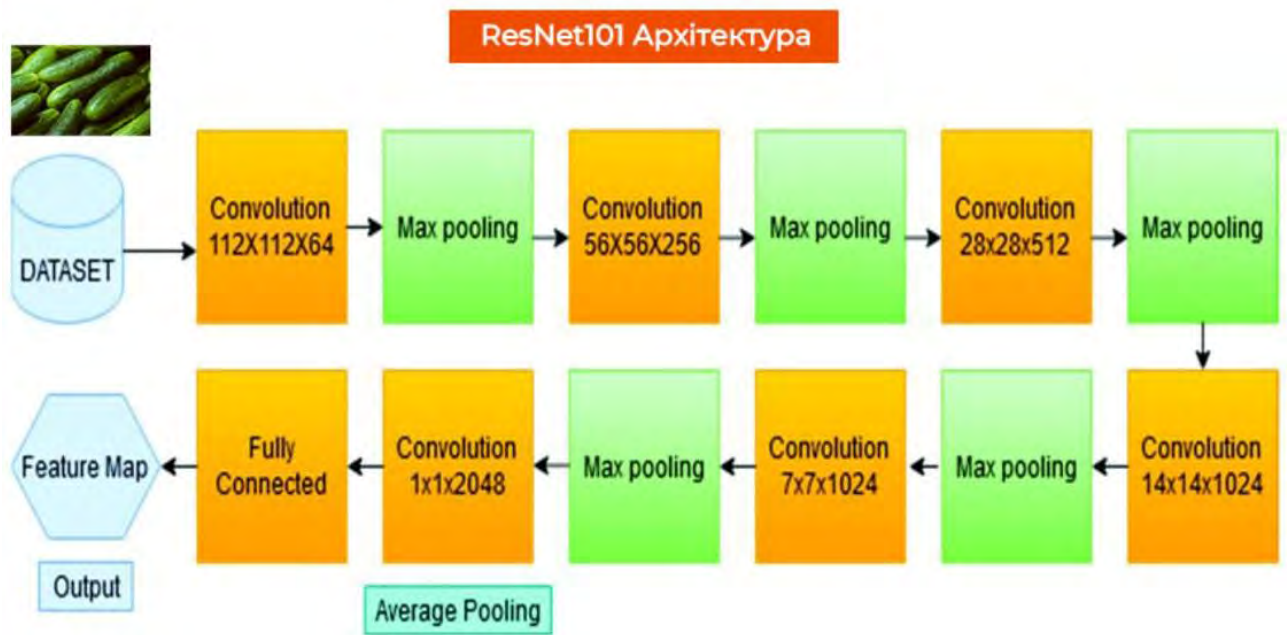 ResNet101 Архітектура
DATASET
Convolution
112X112X64
Max pooling
Convolution
56X56X256
Max pooling
Convolution
28x28x512
Max pooling
Convolution
14x14x1024
Max pooling
Convolution
7x7x1024
Max pooling
Convolution
1x1x2048
Fully
Connected
Feature Map
Output
Average Pooling